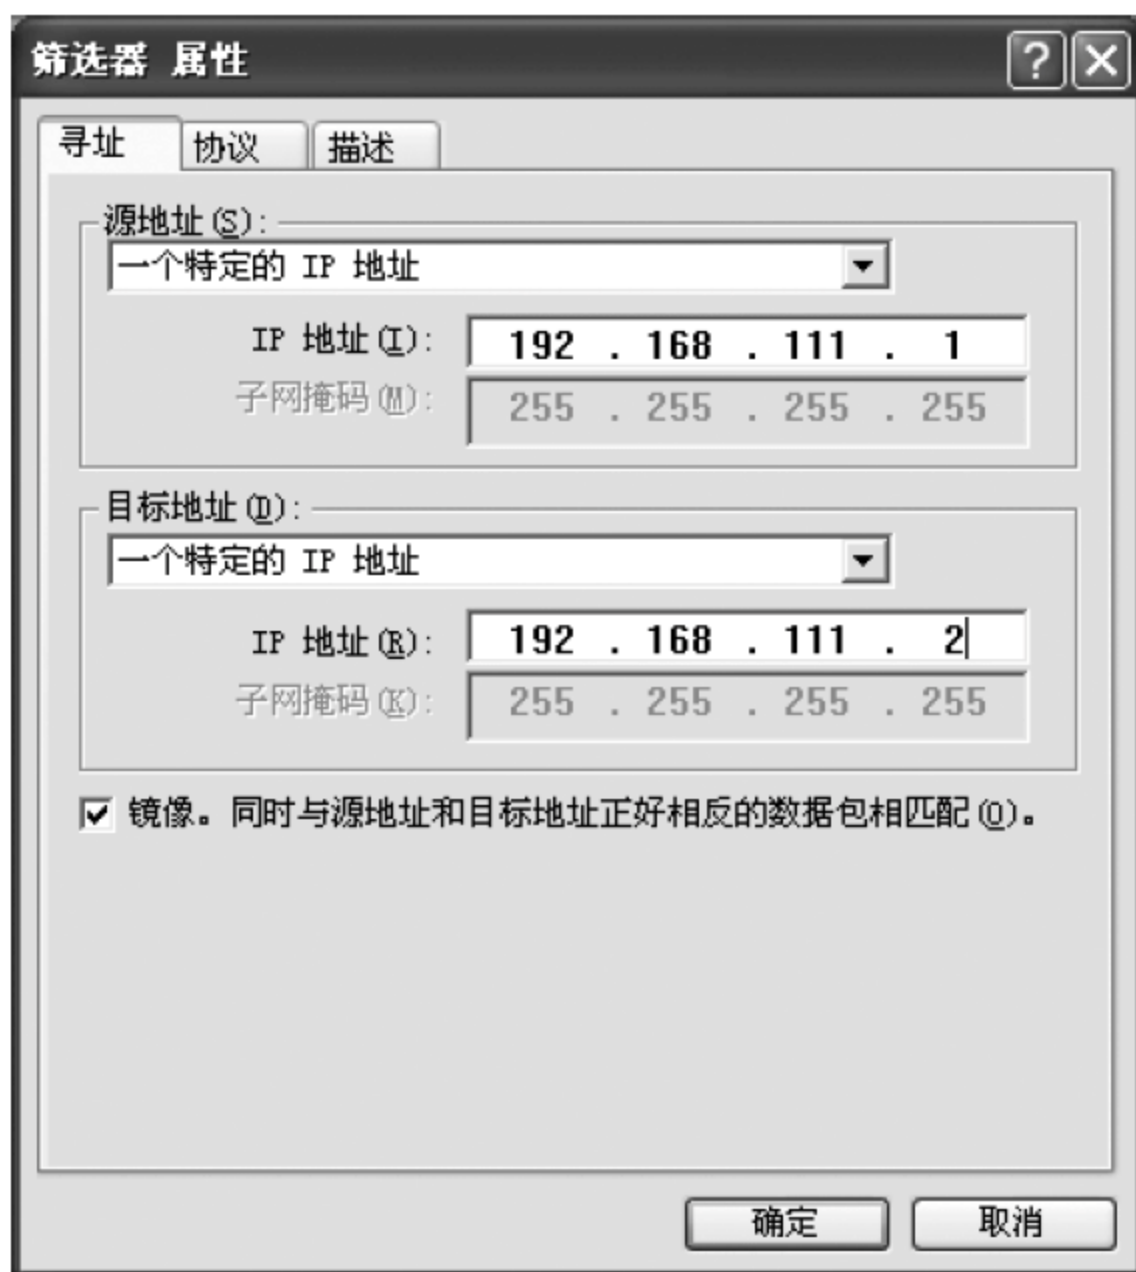 筛选器 属性
寻址 协议 描述
源地址(S):
一个特定的 IP 地址
IP 地址(I): 192 . 168 . 111 . 1
子网掩码(M): 255 . 255 . 255 . 255
目标地址(D):
一个特定的 IP 地址
IP 地址(R): 192 . 168 . 111 . 2
子网掩码(K): 255 . 255 . 255 . 255
镜像。同时与源地址和目标地址正好相反的数据包相匹配(O)。
确定 取消